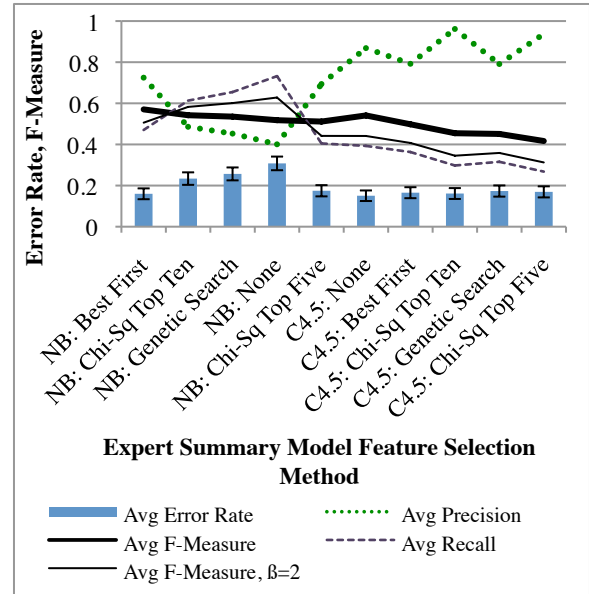 1
0.8
0.6
0.4
0.2
0
Error Rate, F-Measure
NB: Best First
NB: Chi-Sq Top Ten
NB: Genetic Search
NB: None
NB: Chi-Sq Top Five
C4.5: None
C4.5: Best First
C4.5: Chi-Sq Top Ten
C4.5: Genetic Search
C4.5: Chi-Sq Top Five
Expert Summary Model Feature Selection
Method
Avg Error Rate
Avg Precision
Avg F-Measure
Avg Recall
Avg F-Measure, ß=2